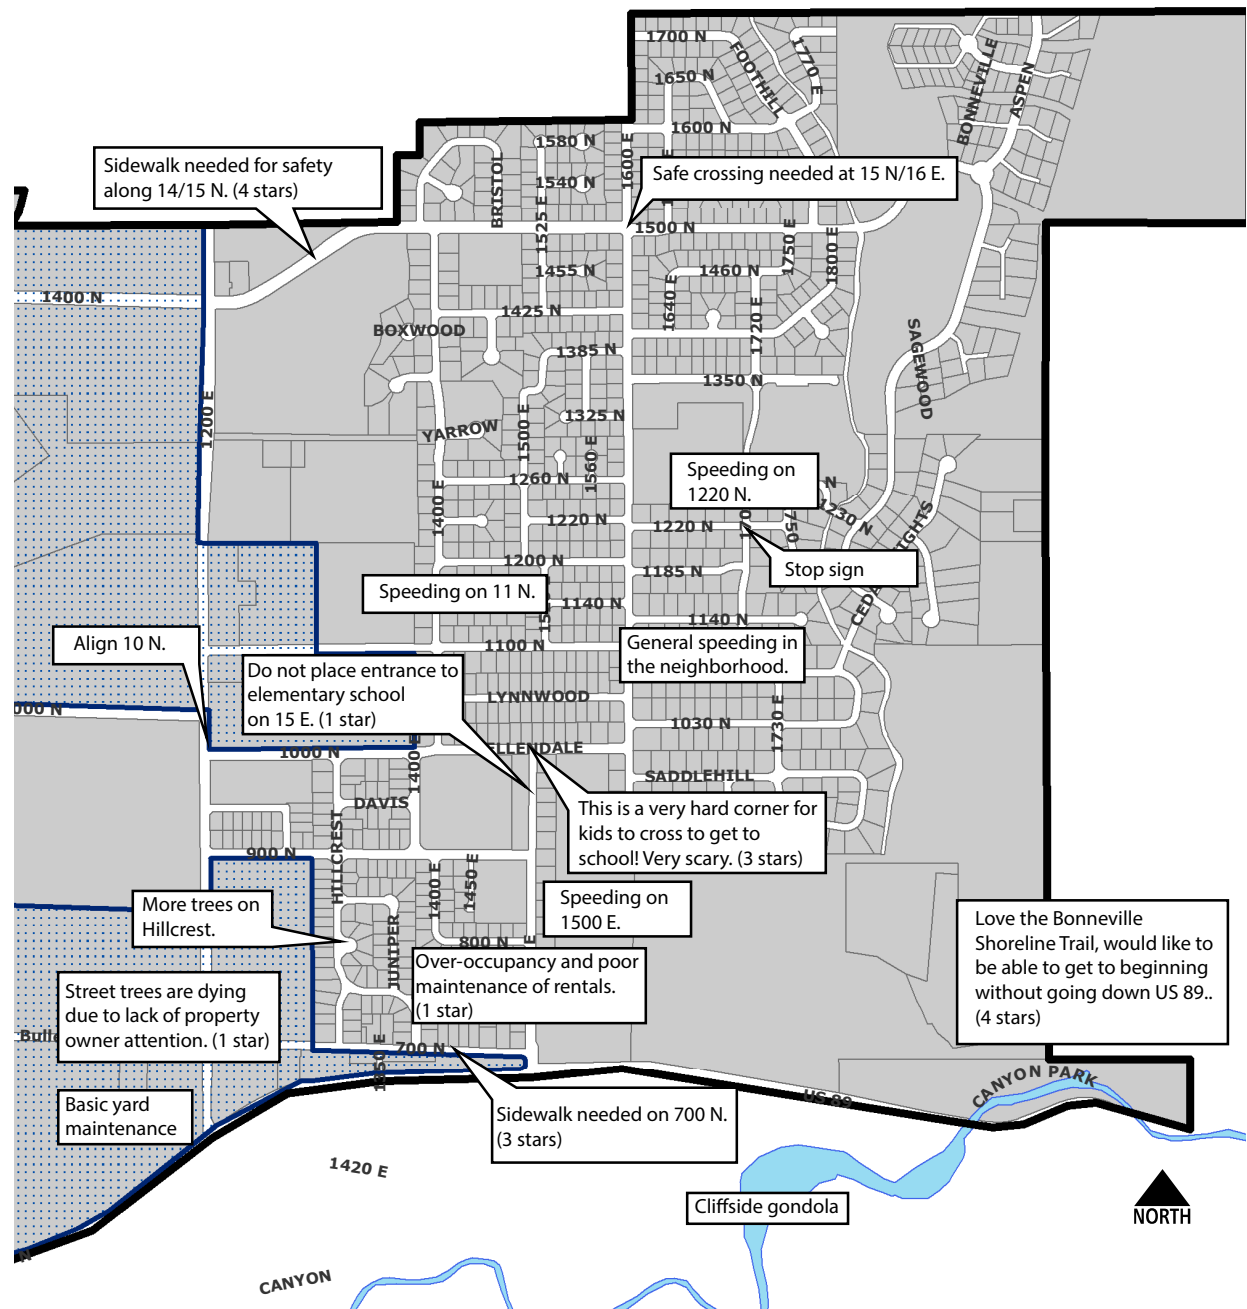 1700 N
FOOTHILL
1770 E
BONNEVILLE
ASPEN
1650 N
1600 N
1580 N
1600 E
BRISTOL
Sidewalk needed for safety
along 14/15 N. (4 stars)
Safe crossing needed at 15 N/16 E.
1540 N
1525 E
1500 N
1750 E
1800 E
1455 N
1460 N
1640 E
1400 N
1425 N
BOXWOOD
1720 E
SAGEWOOD
1385 N
1350 N
1200 E
1325 N
YARROW
1500 E
1560 E
1260 N
Speeding on
1220 N.
N
1230 N
1400 E
1220 N
1220 N
1200 N
1185 N
Stop sign
Speeding on 11 N.
1140 N
1140 N
General speeding in
the neighborhood.
Align 10 N.
1100 N
Do not place entrance to
elementary school
on 15 E. (1 star)
LYNNWOOD
1030 N
1730 E
000 N
1000 N
1400 E
ELLENDALE
SADDLEHILL
This is a very hard corner for
kids to cross to get to
school! Very scary. (3 stars)
DAVIS
HILLCREST
900 N
1400 E
1450 E
Speeding on
1500 E.
More trees on
Hillcrest.
JUNIPER
800 N
E
Over-occupancy and poor
maintenance of rentals.
(1 star)
Love the Bonneville
Shoreline Trail, would like to
be able to get to beginning
without going down US 89..
(4 stars)
Street trees are dying
due to lack of property
owner attention. (1 star)
700 N
Basic yard
maintenance
Sidewalk needed on 700 N.
(3 stars)
US 89
CANYON PARK
1420 E
Cliffside gondola
NORTH
CANYON
N